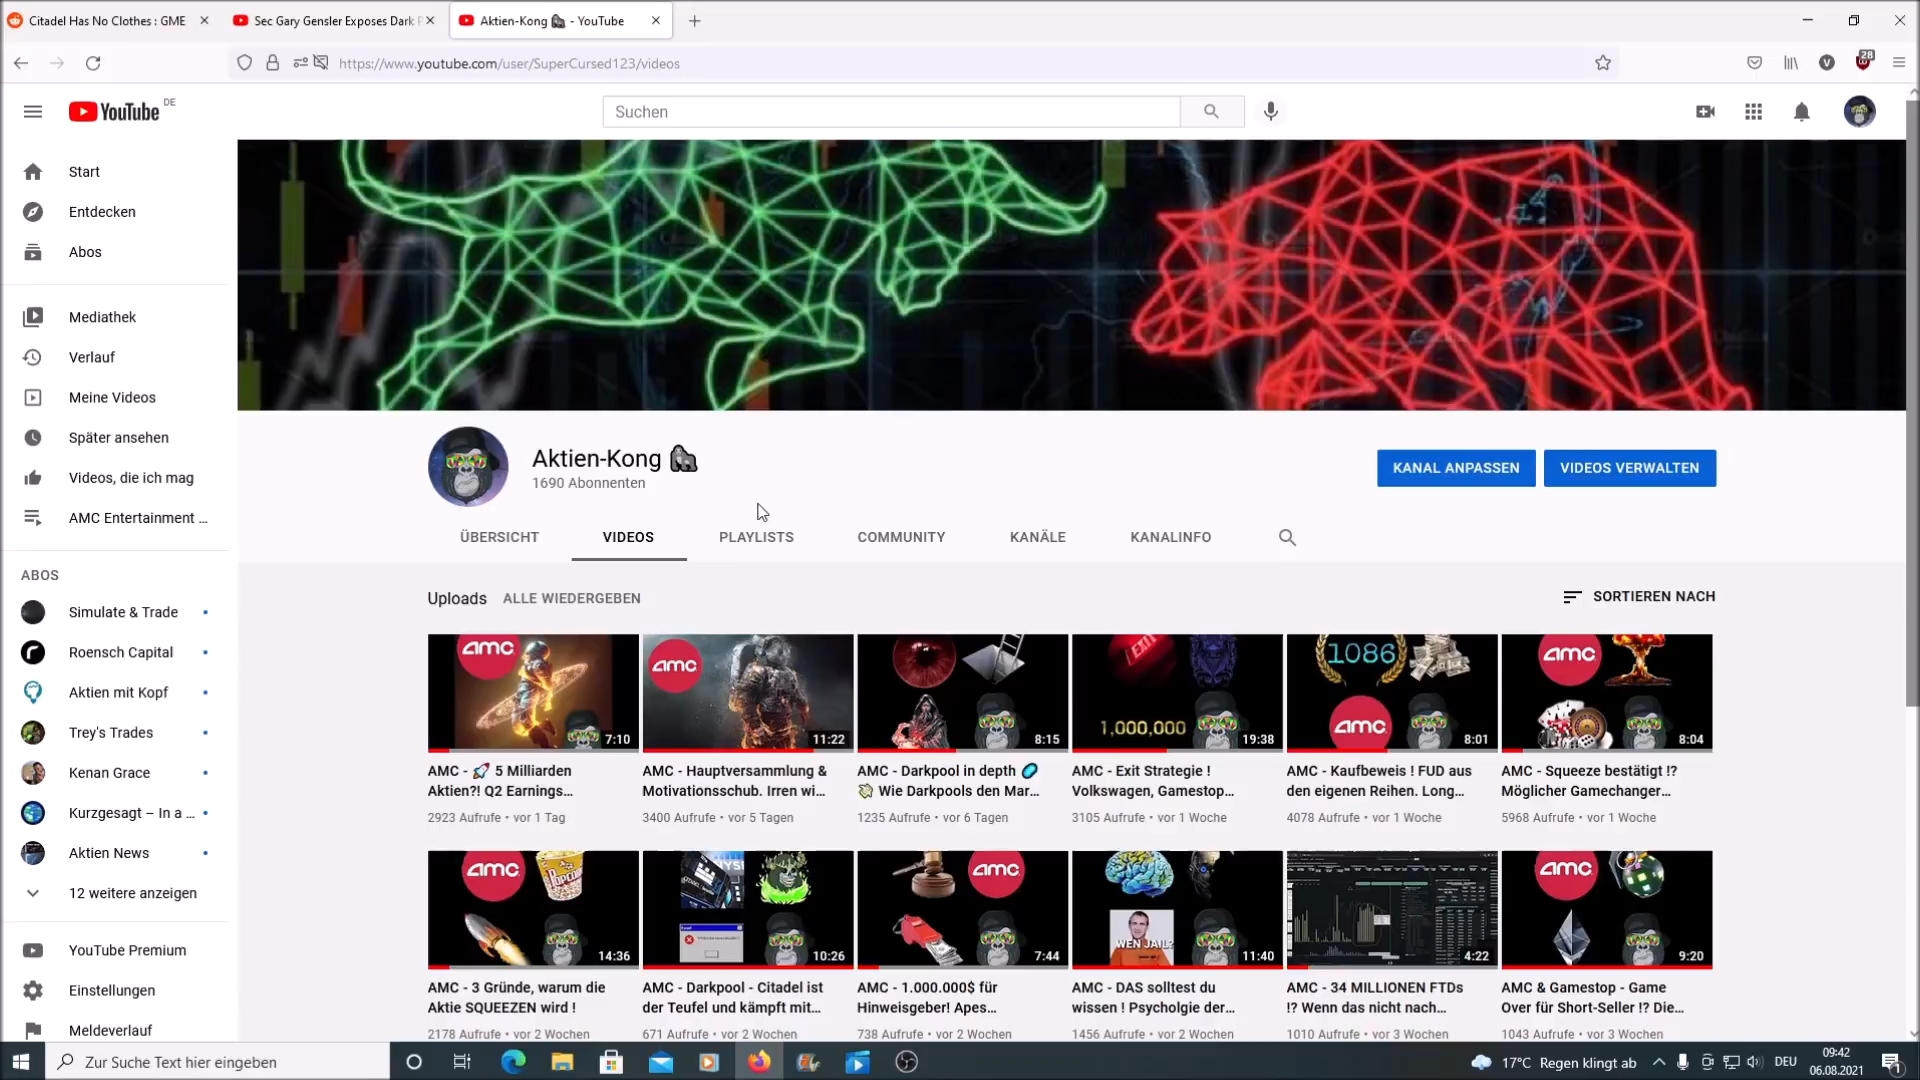 Citadel Has No Clothes : GME
Sec Gary Gensler Exposes Dark P
Aktien-Kong 🦍 - YouTube
https://www.youtube.com/user/SuperCursed123/videos
28
YouTube DE
Suchen
Start
Entdecken
Abos
Mediathek
Verlauf
Meine Videos
Später ansehen
Videos, die ich mag
AMC Entertainment ...
ABOS
Simulate & Trade
Roensch Capital
Aktien mit Kopf
Trey's Trades
Kenan Grace
Kurzgesagt – In a ...
Aktien News
12 weitere anzeigen
YouTube Premium
Einstellungen
Meldeverlauf
Aktien-Kong 🦍
1690 Abonnenten
KANAL ANPASSEN
VIDEOS VERWALTEN
ÜBERSICHT
VIDEOS
PLAYLISTS
COMMUNITY
KANÄLE
KANALINFO
Uploads ALLE WIEDERGEBEN
SORTIEREN NACH
amc
7:10
AMC - 🚀 5 Milliarden
Aktien?! Q2 Earnings...
2923 Aufrufe • vor 1 Tag
amc
11:22
AMC - Hauptversammlung &
Motivationsschub. Irren wi...
3400 Aufrufe • vor 5 Tagen
8:15
AMC - Darkpool in depth
Wie Darkpools den Mar...
1235 Aufrufe • vor 6 Tagen
EXIT
1,000,000
19:38
AMC - Exit Strategie !
Volkswagen, Gamestop...
3105 Aufrufe • vor 1 Woche
1086
amc
8:01
AMC - Kaufbeweis ! FUD aus
den eigenen Reihen. Long...
4078 Aufrufe • vor 1 Woche
amc
8:04
AMC - Squeeze bestätigt !?
Möglicher Gamechanger...
5968 Aufrufe • vor 1 Woche
amc
POPCORN
14:36
AMC - 3 Gründe, warum die
Aktie SQUEEZEN wird !
2178 Aufrufe • vor 2 Wochen
10:26
AMC - Darkpool - Citadel ist
der Teufel und kämpft mit...
671 Aufrufe • vor 2 Wochen
amc
7:44
AMC - 1.000.000$ für
Hinweisgeber! Apes...
738 Aufrufe • vor 2 Wochen
WEN JAIL?
11:40
AMC - DAS solltest du
wissen ! Psycholgie der...
1456 Aufrufe • vor 2 Wochen
4:22
AMC - 34 MILLIONEN FTDs
!? Wenn das nicht nach...
1010 Aufrufe • vor 3 Wochen
amc
9:20
AMC & Gamestop - Game
Over für Short-Seller !? Die...
1043 Aufrufe • vor 3 Wochen
Zur Suche Text hier eingeben
17°C Regen klingt ab
DEU
09:42
06.08.2021
1